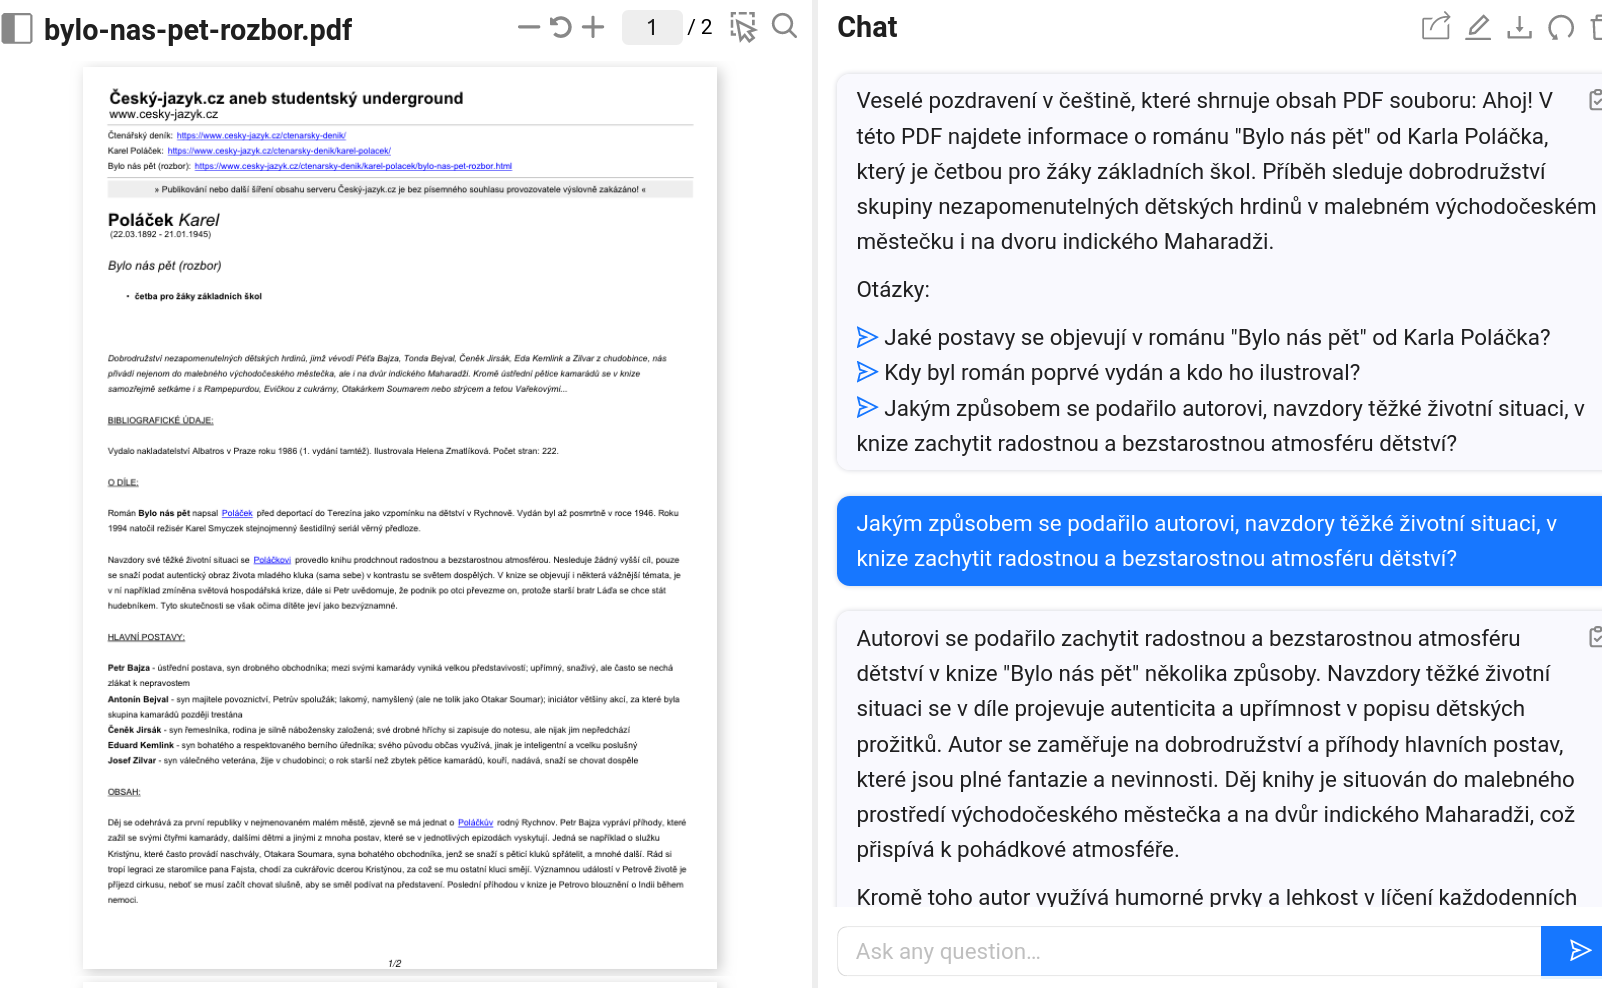 bylo-nas-pet-rozbor.pdf
1 / 2
Český-jazyk.cz aneb studentský underground
www.cesky-jazyk.cz
Čtenářský deník: https://www.cesky-jazyk.cz/ctenarsky-denik/
Karel Poláček: https://www.cesky-jazyk.cz/ctenarsky-denik/karel-polacek/
Bylo nás pět (rozbor): https://www.cesky-jazyk.cz/ctenarsky-denik/karel-polacek/bylo-nas-pet-rozbor.html
» Publikování nebo další šíření obsahu serveru Český-jazyk.cz je bez písemného souhlasu provozovatele výslovně zakázáno! «
Poláček Karel
(22.03.1892 - 21.01.1945)
Bylo nás pět (rozbor)
• četba pro žáky základních škol
Dobrodružství nezapomenutelných dětských hrdinů, jimž vévodí Péťa Bajza, Tonda Bejval, Čeněk Jirsák, Eda Kemlink a Zilvar z chudobince, nás
přivádí nejenom do malebného východočeského městečka, ale i na dvůr indického Maharadži. Kromě ústřední pětice kamarádů se v knize
samozřejmě setkáme i s Rampepurdou, Evičkou z cukrárny, Otakárkem Soumarem nebo strýcem a tetou Vařekovými...
BIBLIOGRAFICKÉ ÚDAJE:
Vydalo nakladatelství Albatros v Praze roku 1986 (1. vydání tamtéž). Ilustrovala Helena Zmatlíková. Počet stran: 222.
O DÍLE:
Román Bylo nás pět napsal Poláček před deportací do Terezína jako vzpomínku na dětství v Rychnově. Vydán byl až posmrtně v roce 1946. Roku
1994 natočil režisér Karel Smyczek stejnojmenný šestidílný seriál věrný předloze.
Navzdory své těžké životní situaci se Poláčkovi provedlo knihu prodchnout radostnou a bezstarostnou atmosférou. Nesleduje žádný vyšší cíl, pouze
se snaží podat autentický obraz života mladého kluka (sama sebe) v kontrastu se světem dospělých. V knize se objevují i některá vážnější témata, je
v ní například zmíněna světová hospodářská krize, dále si Petr uvědomuje, že podnik po otci převezme on, protože starší bratr Láďa se chce stát
hudebníkem. Tyto skutečnosti se však očima dítěte jeví jako bezvýznamné.
HLAVNÍ POSTAVY:
Petr Bajza - ústřední postava, syn drobného obchodníka; mezi svými kamarády vyniká velkou představivostí; upřímný, snaživý, ale často se nechá
zlákat k nepravostem
Antonín Bejval - syn majitele povoznictví, Petrův spolužák; lakomý, namyšlený (ale ne tolik jako Otakar Soumar); iniciátor většiny akcí, za které byla
skupina kamarádů později trestána
Čeněk Jirsák - syn řemeslníka, rodina je silně nábožensky založená; své drobné hříchy si zapisuje do notesu, ale nijak jim nepředchází
Eduard Kemlink - syn bohatého a respektovaného berního úředníka; svého původu občas využívá, jinak je inteligentní a vcelku poslušný
Josef Zilvar - syn válečného veterána, žije v chudobinci; o rok starší než zbytek pětice kamarádů, kouří, nadává, snaží se chovat dospěle
OBSAH:
Děj se odehrává za první republiky v nejmenovaném malém městě, zjevně se má jednat o Poláčkův rodný Rychnov. Petr Bajza vypráví příhody, které
zažil se svými čtyřmi kamarády, dalšími dětmi a jinými z mnoha postav, které se v jednotlivých epizodách vyskytují. Jedná se například o služku
Kristýnu, které často provádí naschvály, Otakara Soumara, syna bohatého obchodníka, jenž se snaží s pěticí kluků spřátelit, a mnohé další. Rád si
tropí legraci ze staromilce pana Fajsta, chodí za cukrářovic dcerou Kristýnou, za což se mu ostatní kluci smějí. Významnou událostí v Petrově životě je
příjezd cirkusu, neboť se musí začít chovat slušně, aby se směl podívat na představení. Poslední příhodou v knize je Petrovo blouznění o Indii během
nemoci.
1/2
Chat
Veselé pozdravení v češtině, které shrnuje obsah PDF souboru: Ahoj! V
této PDF najdete informace o románu "Bylo nás pět" od Karla Poláčka,
který je četbou pro žáky základních škol. Příběh sleduje dobrodružství
skupiny nezapomenutelných dětských hrdinů v malebném východočeském
městečku i na dvoru indického Maharadži.
Otázky:
Jaké postavy se objevují v románu "Bylo nás pět" od Karla Poláčka?
Kdy byl román poprvé vydán a kdo ho ilustroval?
Jakým způsobem se podařilo autorovi, navzdory těžké životní situaci, v
knize zachytit radostnou a bezstarostnou atmosféru dětství?
Jakým způsobem se podařilo autorovi, navzdory těžké životní situaci, v
knize zachytit radostnou a bezstarostnou atmosféru dětství?
Autorovi se podařilo zachytit radostnou a bezstarostnou atmosféru
dětství v knize "Bylo nás pět" několika způsoby. Navzdory těžké životní
situaci se v díle projevuje autenticita a upřímnost v popisu dětských
prožitků. Autor se zaměřuje na dobrodružství a příhody hlavních postav,
které jsou plné fantazie a nevinnosti. Děj knihy je situován do malebného
prostředí východočeského městečka a na dvůr indického Maharadži, což
přispívá k pohádkové atmosféře.
Kromě toho autor využívá humorné prvky a lehkost v líčení každodenních
Ask any question...